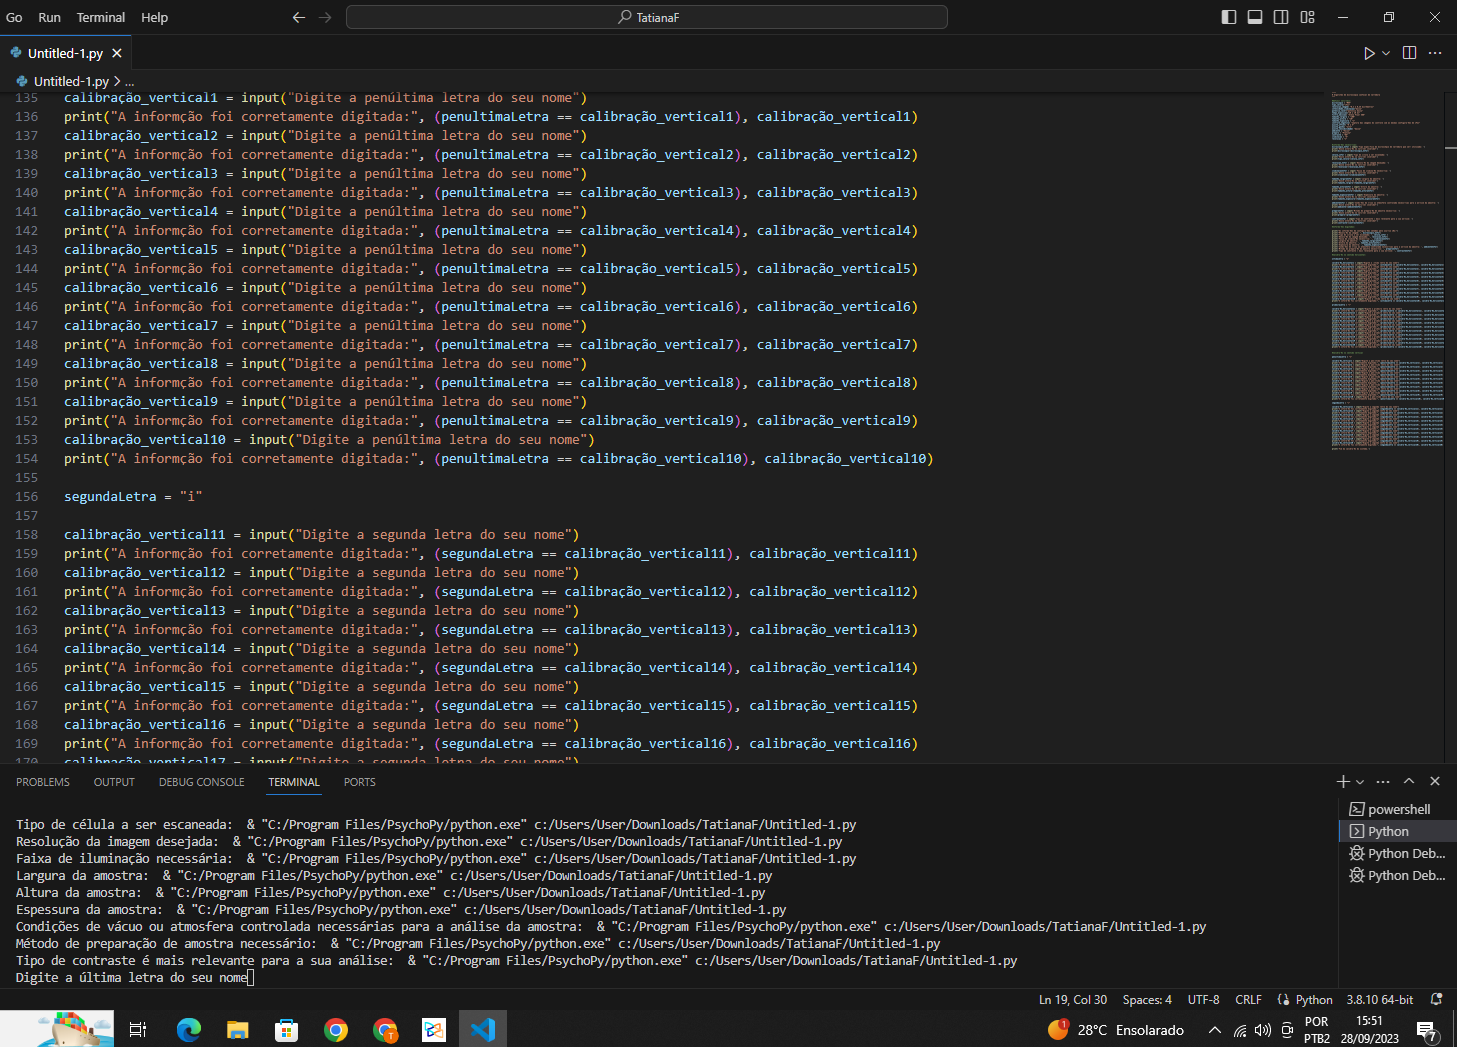 Go Run Terminal Help
TatianaF
Untitled-1.py
Untitled-1.py > ...
135 calibração_vertical1 = input("Digite a penúltima letra do seu nome")
136 print("A informção foi corretamente digitada:", (penultimaLetra == calibração_vertical1), calibração_vertical1)
137 calibração_vertical2 = input("Digite a penúltima letra do seu nome")
138 print("A informção foi corretamente digitada:", (penultimaLetra == calibração_vertical2), calibração_vertical2)
139 calibração_vertical3 = input("Digite a penúltima letra do seu nome")
140 print("A informção foi corretamente digitada:", (penultimaLetra == calibração_vertical3), calibração_vertical3)
141 calibração_vertical4 = input("Digite a penúltima letra do seu nome")
142 print("A informção foi corretamente digitada:", (penultimaLetra == calibração_vertical4), calibração_vertical4)
143 calibração_vertical5 = input("Digite a penúltima letra do seu nome")
144 print("A informção foi corretamente digitada:", (penultimaLetra == calibração_vertical5), calibração_vertical5)
145 calibração_vertical6 = input("Digite a penúltima letra do seu nome")
146 print("A informção foi corretamente digitada:", (penultimaLetra == calibração_vertical6), calibração_vertical6)
147 calibração_vertical7 = input("Digite a penúltima letra do seu nome")
148 print("A informção foi corretamente digitada:", (penultimaLetra == calibração_vertical7), calibração_vertical7)
149 calibração_vertical8 = input("Digite a penúltima letra do seu nome")
150 print("A informção foi corretamente digitada:", (penultimaLetra == calibração_vertical8), calibração_vertical8)
151 calibração_vertical9 = input("Digite a penúltima letra do seu nome")
152 print("A informção foi corretamente digitada:", (penultimaLetra == calibração_vertical9), calibração_vertical9)
153 calibração_vertical10 = input("Digite a penúltima letra do seu nome")
154 print("A informção foi corretamente digitada:", (penultimaLetra == calibração_vertical10), calibração_vertical10)
155
156 segundaLetra = "i"
157
158 calibração_vertical11 = input("Digite a segunda letra do seu nome")
159 print("A informção foi corretamente digitada:", (segundaLetra == calibração_vertical11), calibração_vertical11)
160 calibração_vertical12 = input("Digite a segunda letra do seu nome")
161 print("A informção foi corretamente digitada:", (segundaLetra == calibração_vertical12), calibração_vertical12)
162 calibração_vertical13 = input("Digite a segunda letra do seu nome")
163 print("A informção foi corretamente digitada:", (segundaLetra == calibração_vertical13), calibração_vertical13)
164 calibração_vertical14 = input("Digite a segunda letra do seu nome")
165 print("A informção foi corretamente digitada:", (segundaLetra == calibração_vertical14), calibração_vertical14)
166 calibração_vertical15 = input("Digite a segunda letra do seu nome")
167 print("A informção foi corretamente digitada:", (segundaLetra == calibração_vertical15), calibração_vertical15)
168 calibração_vertical16 = input("Digite a segunda letra do seu nome")
169 print("A informção foi corretamente digitada:", (segundaLetra == calibração_vertical16), calibração_vertical16)
170 calibração_vertical17 = input("Digite a segunda letra do seu nome")
PROBLEMS OUTPUT DEBUG CONSOLE TERMINAL PORTS
Tipo de célula a ser escaneada:  & "C:/Program Files/PsychoPy/python.exe" c:/Users/User/Downloads/TatianaF/Untitled-1.py
Resolução da imagem desejada:  & "C:/Program Files/PsychoPy/python.exe" c:/Users/User/Downloads/TatianaF/Untitled-1.py
Faixa de iluminação necessária:  & "C:/Program Files/PsychoPy/python.exe" c:/Users/User/Downloads/TatianaF/Untitled-1.py
Largura da amostra:  & "C:/Program Files/PsychoPy/python.exe" c:/Users/User/Downloads/TatianaF/Untitled-1.py
Altura da amostra:  & "C:/Program Files/PsychoPy/python.exe" c:/Users/User/Downloads/TatianaF/Untitled-1.py
Espessura da amostra:  & "C:/Program Files/PsychoPy/python.exe" c:/Users/User/Downloads/TatianaF/Untitled-1.py
Condições de vácuo ou atmosfera controlada necessárias para a análise da amostra:  & "C:/Program Files/PsychoPy/python.exe" c:/Users/User/Downloads/TatianaF/Untitled-1.py
Método de preparação de amostra necessário:  & "C:/Program Files/PsychoPy/python.exe" c:/Users/User/Downloads/TatianaF/Untitled-1.py
Tipo de contraste é mais relevante para a sua análise:  & "C:/Program Files/PsychoPy/python.exe" c:/Users/User/Downloads/TatianaF/Untitled-1.py
Digite a última letra do seu nome
powershell
Python
Python Deb...
Python Deb...
Ln 19, Col 30 Spaces: 4 UTF-8 CRLF Python 3.8.10 64-bit
28°C Ensolarado
POR
PTB2
15:51
28/09/2023
1
T
7